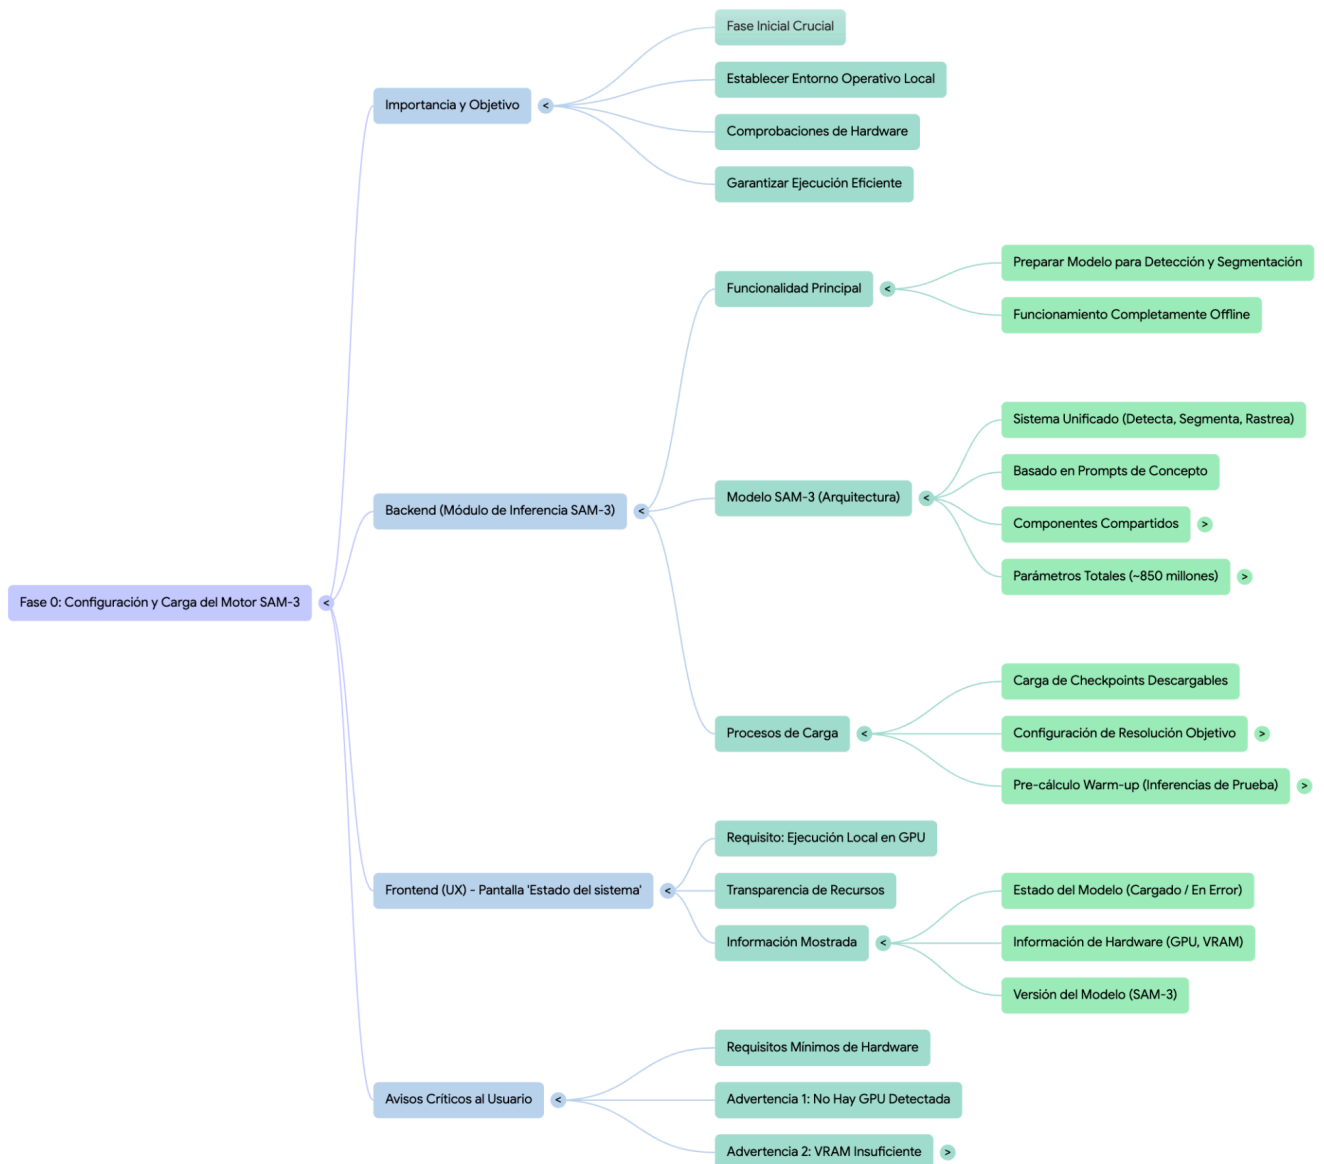 Fase 0: Configuración y Carga del Motor SAM-3 <
Importancia y Objetivo <
Fase Inicial Crucial
Establecer Entorno Operativo Local
Comprobaciones de Hardware
Garantizar Ejecución Eficiente
Backend (Módulo de Inferencia SAM-3) <
Funcionalidad Principal <
Preparar Modelo para Detección y Segmentación
Funcionamiento Completamente Offline
Modelo SAM-3 (Arquitectura) <
Sistema Unificado (Detecta, Segmenta, Rastrea)
Basado en Prompts de Concepto
Componentes Compartidos >
Parámetros Totales (~850 millones) >
Procesos de Carga <
Carga de Checkpoints Descargables
Configuración de Resolución Objetivo >
Pre-cálculo Warm-up (Inferencias de Prueba) >
Frontend (UX) - Pantalla 'Estado del sistema' <
Requisito: Ejecución Local en GPU
Transparencia de Recursos
Información Mostrada <
Estado del Modelo (Cargado / En Error)
Información de Hardware (GPU, VRAM)
Versión del Modelo (SAM-3)
Avisos Críticos al Usuario <
Requisitos Mínimos de Hardware
Advertencia 1: No Hay GPU Detectada
Advertencia 2: VRAM Insuficiente >